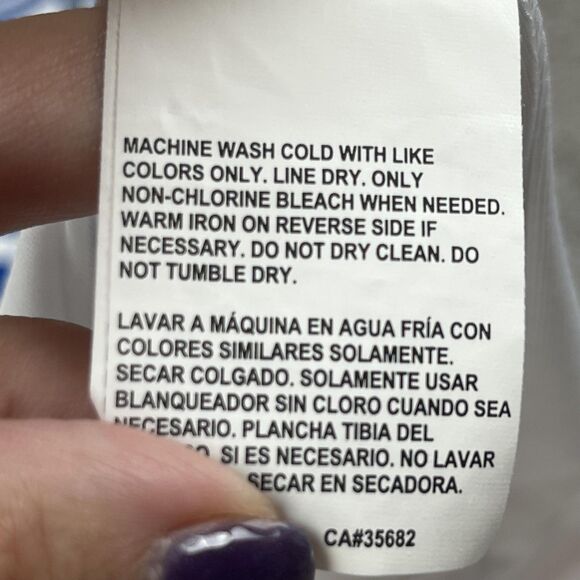 MACHINE WASH COLD WITH LIKE
COLORS ONLY. LINE DRY. ONLY
NON-CHLORINE BLEACH WHEN NEEDED.
WARM IRON ON REVERSE SIDE IF
NECESSARY. DO NOT DRY CLEAN. DO
NOT TUMBLE DRY.
LAVAR A MÁQUINA EN AGUA FRÍA CON
COLORES SIMILARES SOLAMENTE.
SECAR COLGADO. SOLAMENTE USAR
BLANQUEADOR SIN CLORO CUANDO SEA
NECESARIO. PLANCHA TIBIA DEL
SI ES NECESARIO. NO LAVAR
SECAR EN SECADORA.
CA#35682